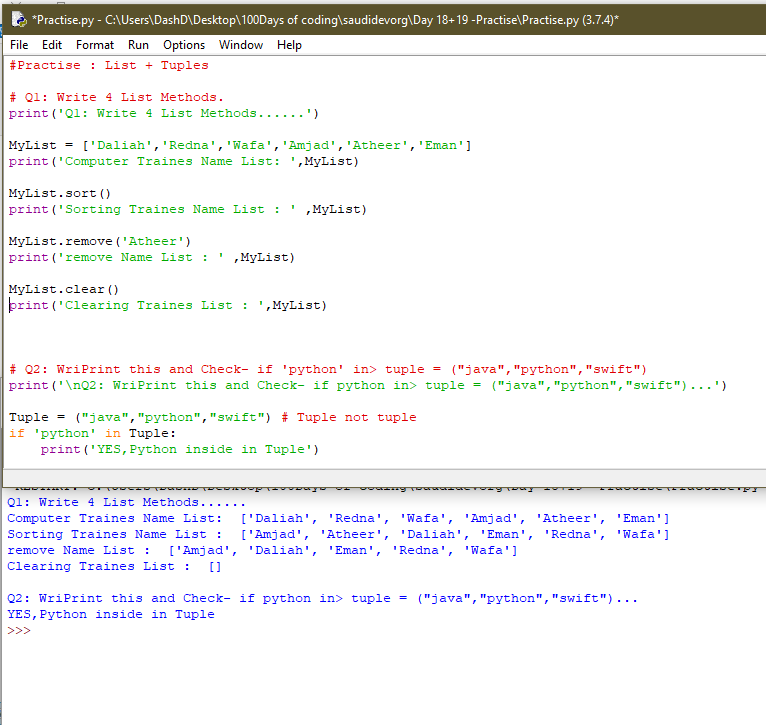 *Practise.py - C:\Users\DashD\Desktop\100Days of coding\saudidevorg\Day 18+19 -Practise\Practise.py (3.7.4)*
File Edit Format Run Options Window Help
#Practise : List + Tuples
# Q1: Write 4 List Methods.
print('Q1: Write 4 List Methods......')
MyList = ['Daliah','Redna','Wafa','Amjad','Atheer','Eman']
print('Computer Traines Name List: ',MyList)
MyList.sort()
print('Sorting Traines Name List : ' ,MyList)
MyList.remove('Atheer')
print('remove Name List : ' ,MyList)
MyList.clear()
print('Clearing Traines List : ',MyList)
# Q2: WriPrint this and Check- if 'python' in> tuple = ("java","python","swift")
print('\nQ2: WriPrint this and Check- if python in> tuple = ("java","python","swift")...')
Tuple = ("java","python","swift") # Tuple not tuple
if 'python' in Tuple:
    print('YES,Python inside in Tuple')
Q1: Write 4 List Methods......
Computer Traines Name List:  ['Daliah', 'Redna', 'Wafa', 'Amjad', 'Atheer', 'Eman']
Sorting Traines Name List :  ['Amjad', 'Atheer', 'Daliah', 'Eman', 'Redna', 'Wafa']
remove Name List :  ['Amjad', 'Daliah', 'Eman', 'Redna', 'Wafa']
Clearing Traines List :  []
Q2: WriPrint this and Check- if python in> tuple = ("java","python","swift")...
YES,Python inside in Tuple
>>>